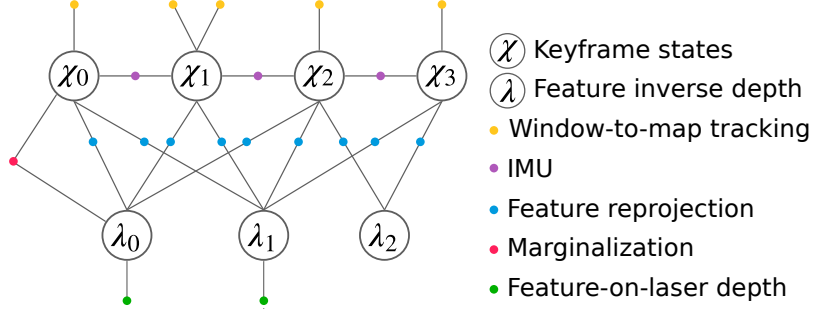 χ0 χ1 χ2 χ3
λ0 λ1 λ2
χ Keyframe states
λ Feature inverse depth
Window-to-map tracking
IMU
Feature reprojection
Marginalization
Feature-on-laser depth